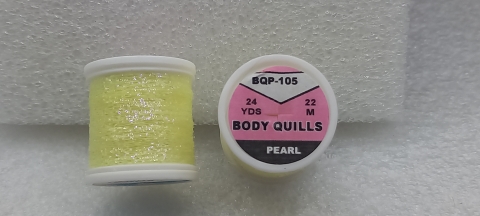 BQP-105
24 22
YDS M
BODY QUILLS
PEARL